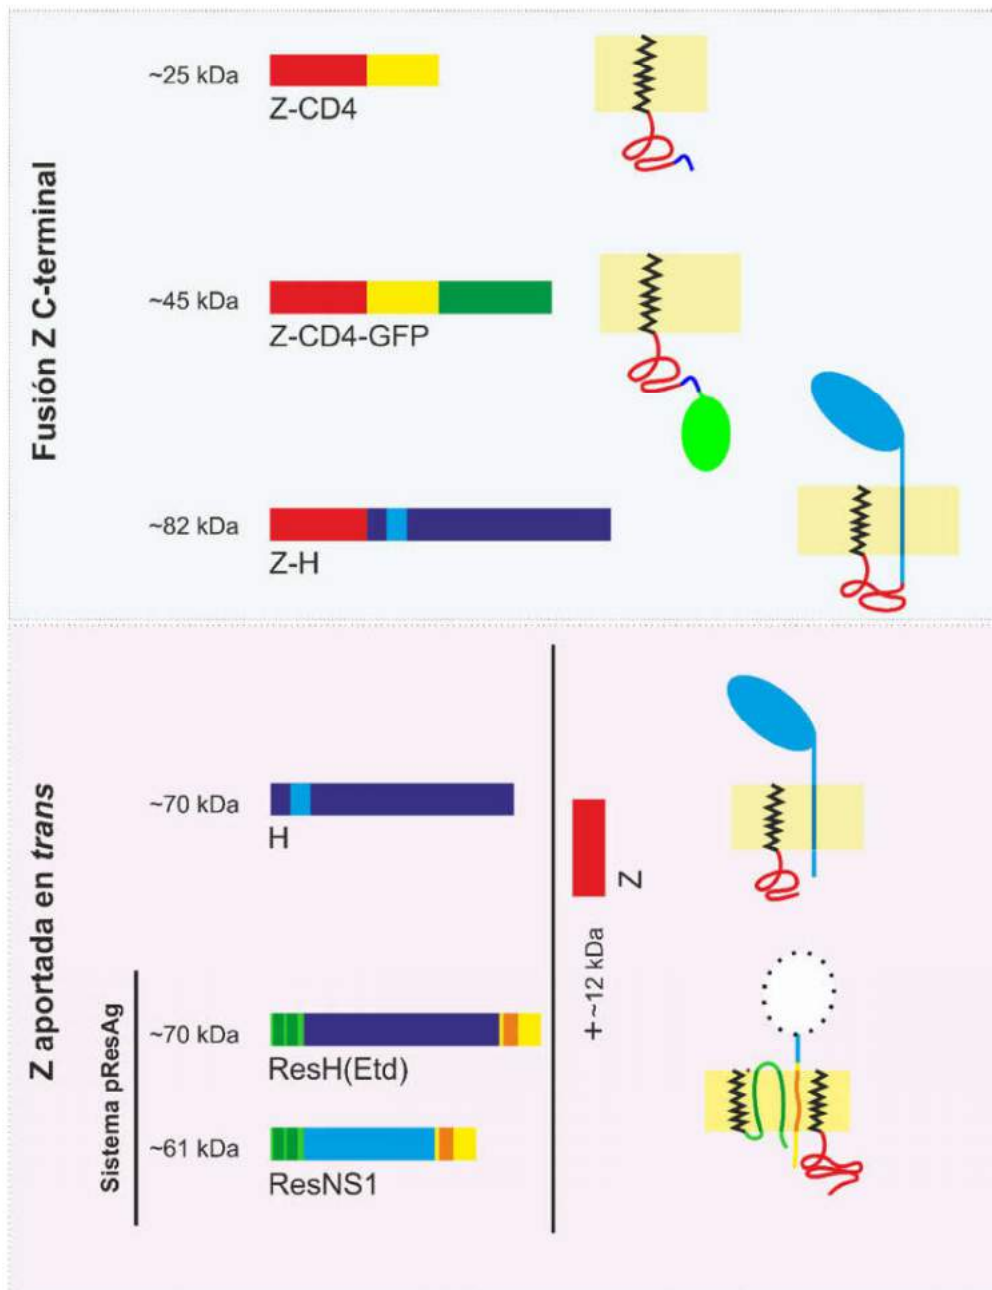 Fusión Z C-terminal
~25 kDa
Z-CD4
~45 kDa
Z-CD4-GFP
~82 kDa
Z-H
Z aportada en trans
~70 kDa
H
Sistema pResAg
~70 kDa
ResH(Etd)
~61 kDa
ResNS1
+ ~12 kDa
Z